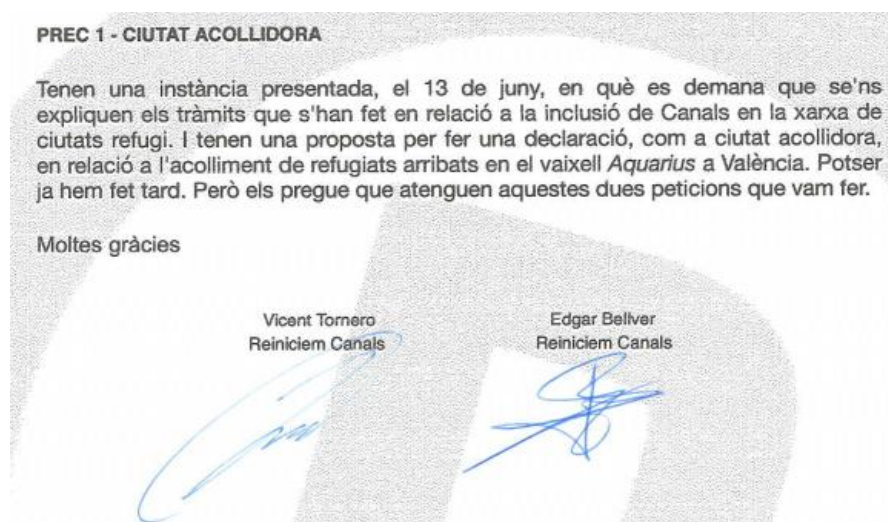 PREC 1 - CIUTAT ACOLLIDORA
Tenen una instància presentada, el 13 de juny, en què es demana que se'ns
expliquen els tràmits que s'han fet en relació a la inclusió de Canals en la xarxa de
ciutats refugi. I tenen una proposta per fer una declaració, com a ciutat acollidora,
en relació a l'acolliment de refugiats arribats en el vaixell Aquarius a València. Potser
ja hem fet tard. Però els pregue que atenguen aquestes dues peticions que vam fer.
Moltes gràcies
Vicent Tornero Edgar Bellver
Reiniciem Canals Reiniciem Canals